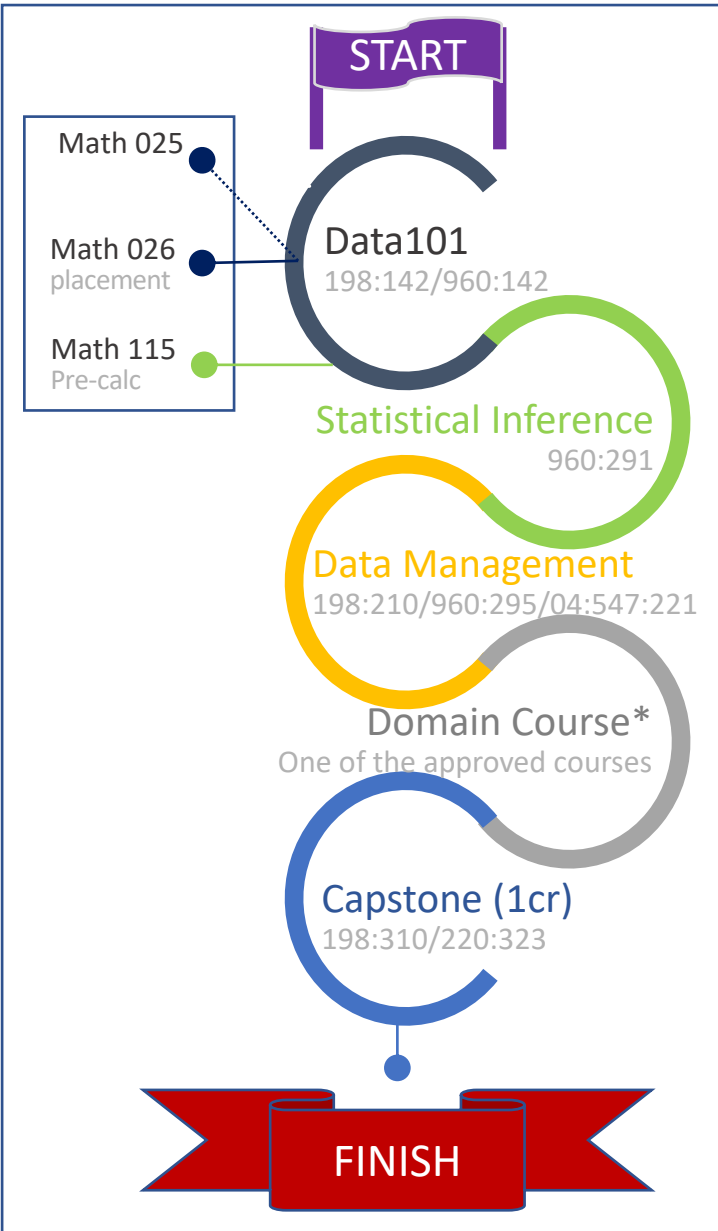 START
Math 025
Math 026
placement
Math 115
Pre-calc
Data101
198:142/960:142
Statistical Inference
960:291
Data Management
198:210/960:295/04:547:221
Domain Course*
One of the approved courses
Capstone (1cr)
198:310/220:323
FINISH